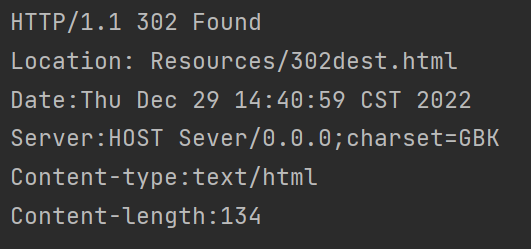 HTTP/1.1 302 Found
Location: Resources/302dest.html
Date:Thu Dec 29 14:40:59 CST 2022
Server:HOST Sever/0.0.0;charset=GBK
Content-type:text/html
Content-length:134